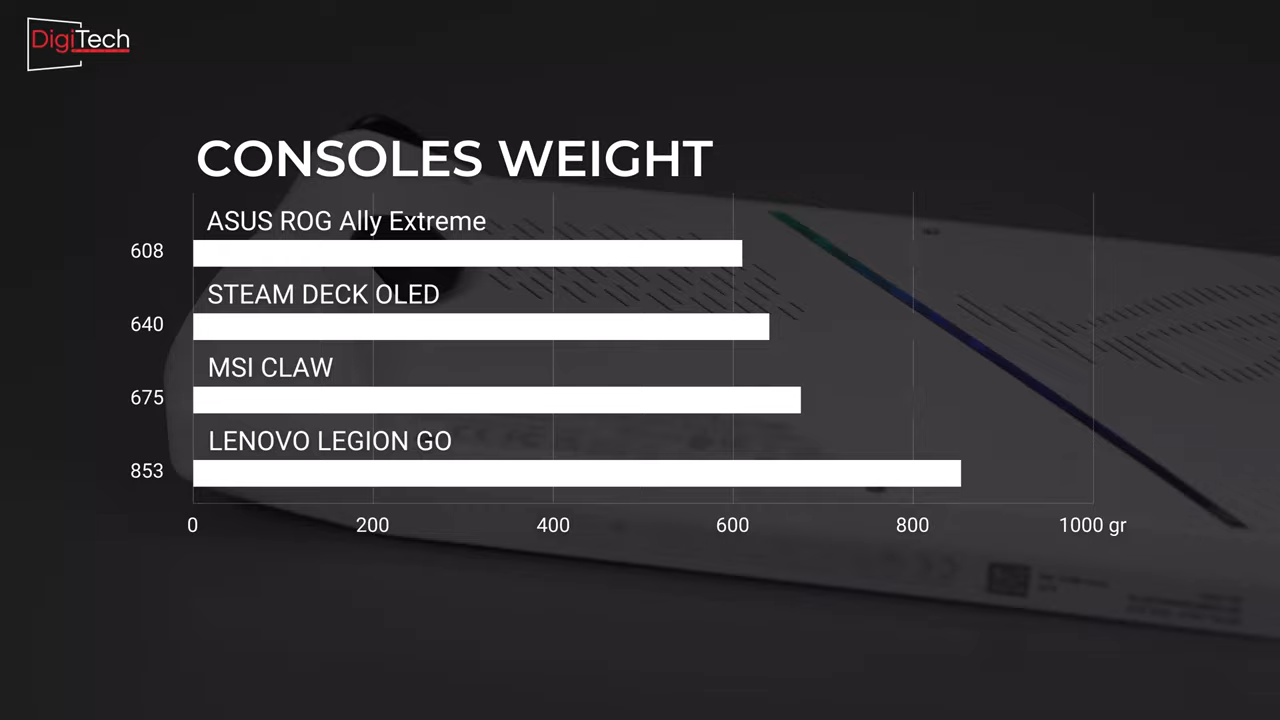 DigiTech
CONSOLES WEIGHT
ASUS ROG Ally Extreme
608
STEAM DECK OLED
640
MSI CLAW
675
LENOVO LEGION GO
853
0 200 400 600 800 1000 gr